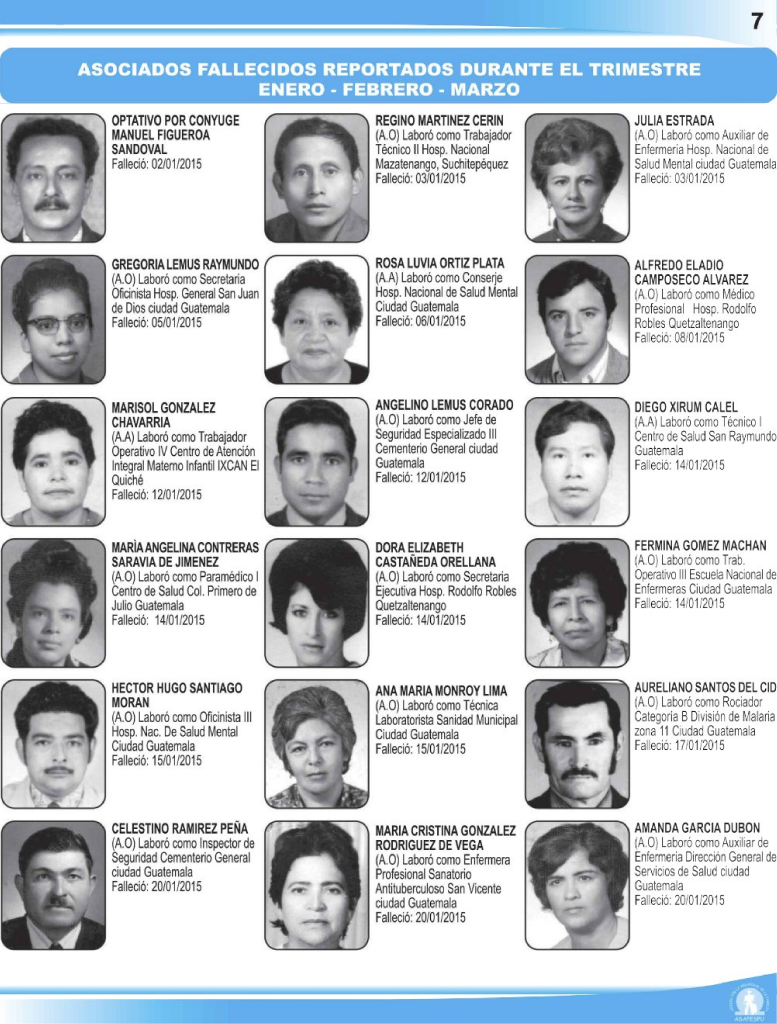 7
ASOCIADOS FALLECIDOS REPORTADOS DURANTE EL TRIMESTRE
ENERO - FEBRERO - MARZO
OPTATIVO POR CONYUGE
MANUEL FIGUEROA
SANDOVAL
Falleció: 02/01/2015
REGINO MARTINEZ CERIN
(A.O) Laboró como Trabajador
Técnico II Hosp. Nacional
Mazatenango, Suchitepéquez
Falleció: 03/01/2015
JULIA ESTRADA
(A.O) Laboró como Auxiliar de
Enfermería Hosp. Nacional de
Salud Mental ciudad Guatemala
Falleció: 03/01/2015
GREGORIA LEMUS RAYMUNDO
(A.O) Laboró como Secretaria
Oficinista Hosp. General San Juan
de Dios ciudad Guatemala
Falleció: 05/01/2015
ROSA LUVIA ORTIZ PLATA
(A.A) Laboró como Conserje
Hosp. Nacional de Salud Mental
Ciudad Guatemala
Falleció: 06/01/2015
ALFREDO ELADIO
CAMPOSECO ALVAREZ
(A.O) Laboró como Médico
Profesional Hosp. Rodolfo
Robles Quetzaltenango
Falleció: 08/01/2015
MARISOL GONZALEZ
CHAVARRIA
(A.A) Laboró como Trabajador
Operativo IV Centro de Atención
Integral Materno Infantil IXCAN El
Quiché
Falleció: 12/01/2015
ANGELINO LEMUS CORADO
(A.O) Laboró como Jefe de
Seguridad Especializado III
Cementerio General ciudad
Guatemala
Falleció: 12/01/2015
DIEGO XIRUM CALEL
(A.A) Laboró como Técnico I
Centro de Salud San Raymundo
Guatemala
Falleció: 14/01/2015
MARÌA ANGELINA CONTRERAS
SARAVIA DE JIMENEZ
(A.O) Laboró como Paramédico I
Centro de Salud Col. Primero de
Julio Guatemala
Falleció: 14/01/2015
DORA ELIZABETH
CASTAÑEDA ORELLANA
(A.O) Laboró como Secretaria
Ejecutiva Hosp. Rodolfo Robles
Quetzaltenango
Falleció: 14/01/2015
FERMINA GOMEZ MACHAN
(A.O) Laboró como Trab.
Operativo III Escuela Nacional de
Enfermeras Ciudad Guatemala
Falleció: 14/01/2015
HECTOR HUGO SANTIAGO
MORAN
(A.O) Laboró como Oficinista III
Hosp. Nac. De Salud Mental
Ciudad Guatemala
Falleció: 15/01/2015
ANA MARIA MONROY LIMA
(A.O) Laboró como Técnica
Laboratorista Sanidad Municipal
Ciudad Guatemala
Falleció: 15/01/2015
AURELIANO SANTOS DEL CID
(A.O) Laboró como Rociador
Categoria B División de Malaria
zona 11 Ciudad Guatemala
Falleció: 17/01/2015
CELESTINO RAMIREZ PEÑA
(A.O) Laboró como Inspector de
Seguridad Cementerio General
ciudad Guatemala
Falleció: 20/01/2015
MARIA CRISTINA GONZALEZ
RODRIGUEZ DE VEGA
(A.O) Laboró como Enfermera
Profesional Sanatorio
Antituberculoso San Vicente
ciudad Guatemala
Falleció: 20/01/2015
AMANDA GARCIA DUBON
(A.O) Laboró como Auxiliar de
Enfermería Dirección General de
Servicios de Salud ciudad
Guatemala
Falleció: 20/01/2015